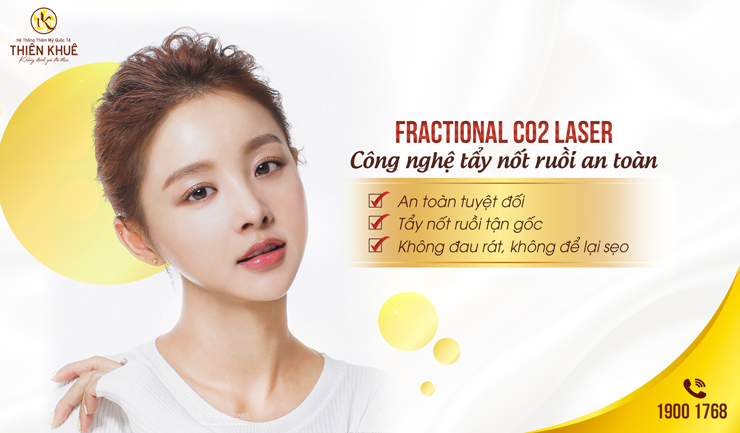 Hệ Thống Thẩm Mỹ Quốc Tế
THIÊN KHUÊ
FRACTIONAL CO2 LASER
Công nghệ tẩy nốt ruồi an toàn
An toàn tuyệt đối
Tẩy nốt ruồi tận gốc
Không đau rát, không để lại sẹo
1900 1768